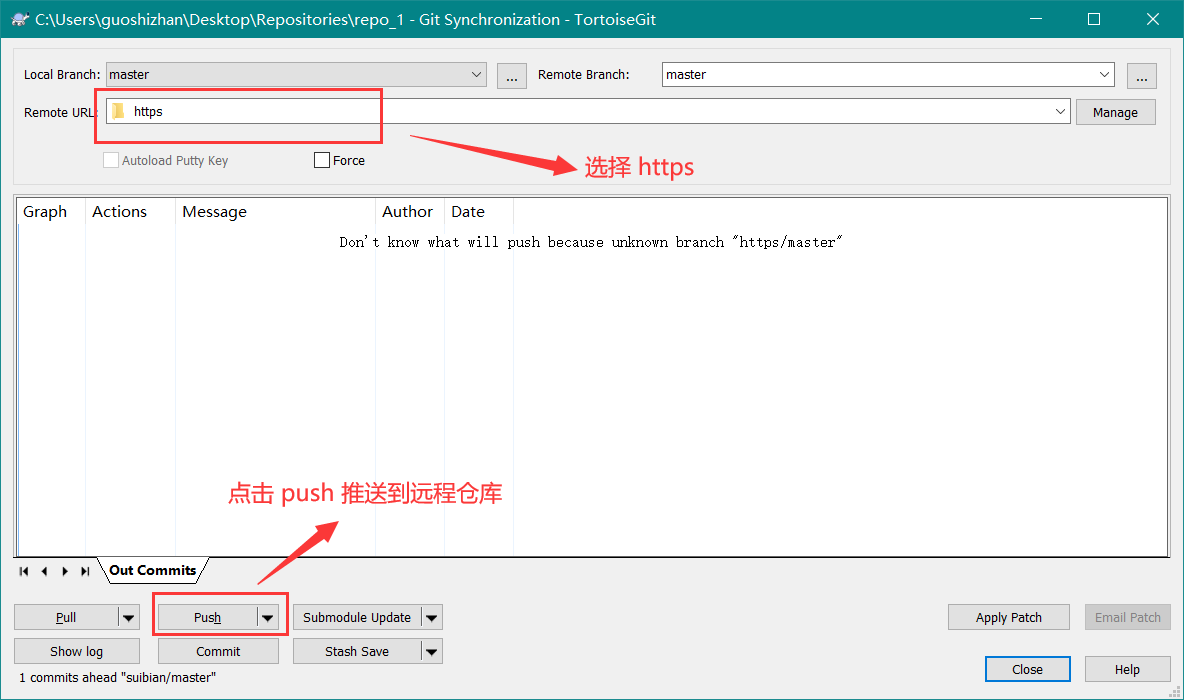 C:\Users\guoshizhan\Desktop\Repositories\repo_1 - Git Synchronization - TortoiseGit
Local Branch: master ... Remote Branch: master ...
Remote URL: https Manage
Autoload Putty Key Force
选择 https
Graph Actions Message Author Date
Don't know what will push because unknown branch "https/master"
点击 push 推送到远程仓库
Out Commits
Pull Push Submodule Update Apply Patch Email Patch
Show log Commit Stash Save
Close Help
1 commits ahead "suibian/master"